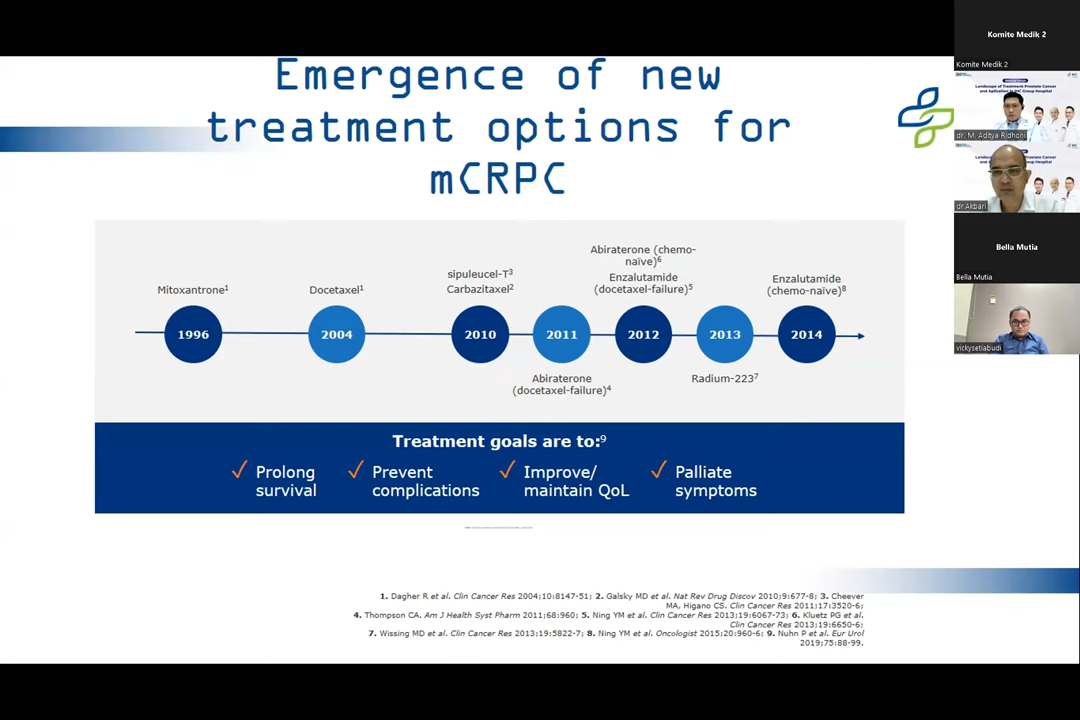 Emergence of new
treatment options for
mCRPC
Mitoxantrone1
Docetaxel1
sipuleucel-T3
Carbazitaxel2
Abiraterone (chemo-
naïve)6
Enzalutamide
(docetaxel-failure)5
Enzalutamide
(chemo-naïve)8
1996
2004
2010
2011
2012
2013
2014
Abiraterone
(docetaxel-failure)4
Radium-2237
Treatment goals are to:9
✓ Prolong
survival
✓ Prevent
complications
✓ Improve/
maintain QoL
✓ Palliate
symptoms
1. Dagher R et al. Clin Cancer Res 2004;10:8147-51; 2. Galsky MD et al. Nat Rev Drug Discov 2010;9:677-8; 3. Cheever
MA, Higano CS. Clin Cancer Res 2011;17:3520-6;
4. Thompson CA. Am J Health Syst Pharm 2011;68:960; 5. Ning YM et al. Clin Cancer Res 2013;19:6067-73; 6. Kluetz PG et al.
Clin Cancer Res 2013;19:6650-6;
7. Wissing MD et al. Clin Cancer Res 2013;19:5822-7; 8. Ning YM et al. Oncologist 2015;20:960-6; 9. Nuhn P et al. Eur Urol
2019;75:88-99.
Komite Medik 2
Komite Medik 2
Landscape of Treatment Prostate Cancer
dr. M. Aditya Ridhoni
dr Akbari
Bella Mutia
Bella Mutia
vickysetiabudi